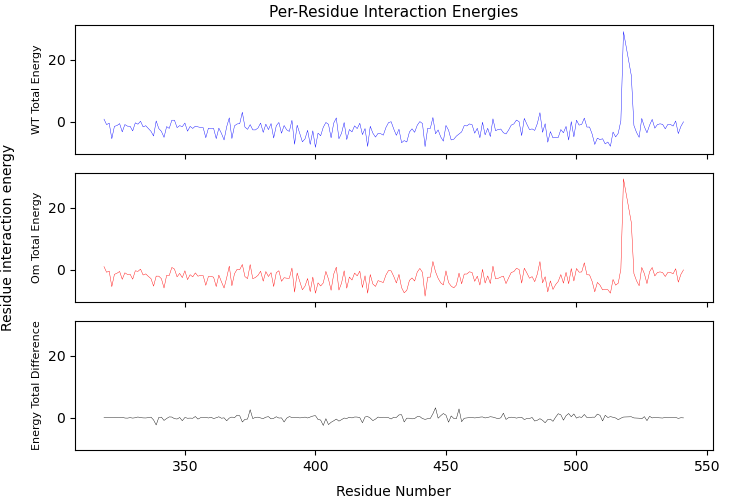 Per-Residue Interaction Energies
Residue interaction energy
WT Total Energy
20
0
Om Total Energy
20
0
Energy Total Difference
20
0
350 400 450 500 550
Residue Number